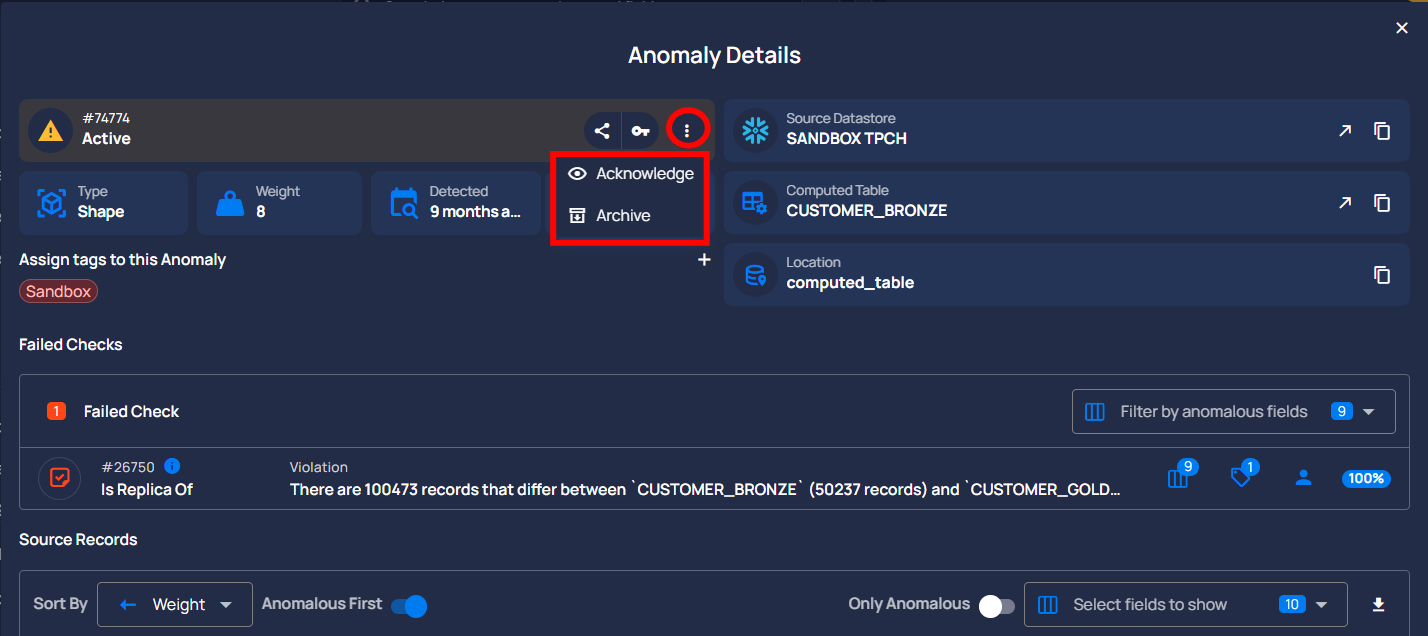 Anomaly Details
#74774
Active
Source Datastore
SANDBOX TPCH
Acknowledge
Archive
Type
Shape
Weight
8
Detected
9 months a...
Computed Table
CUSTOMER_BRONZE
Assign tags to this Anomaly
Sandbox
Location
computed_table
Failed Checks
1 Failed Check
Filter by anomalous fields 9
#26750
Is Replica Of
Violation
There are 100473 records that differ between `CUSTOMER_BRONZE` (50237 records) and `CUSTOMER_GOLD...
9
1
100%
Source Records
Sort By Weight Anomalous First Only Anomalous Select fields to show 10